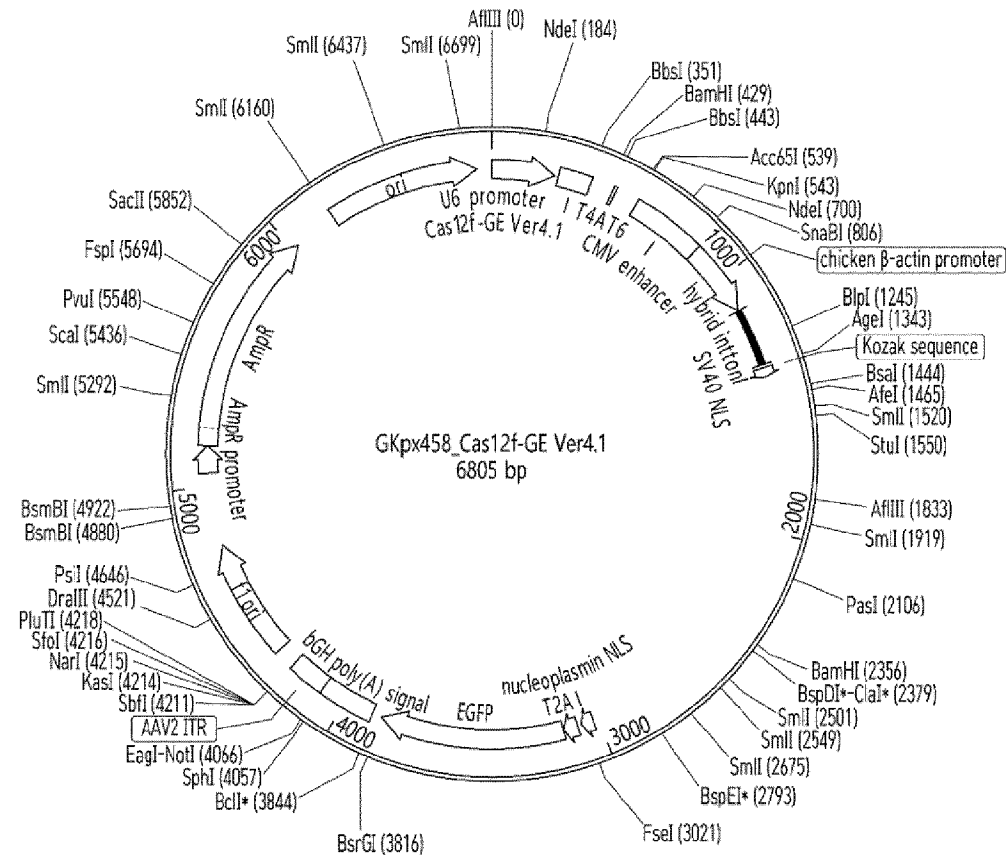 AflIII (0)
NdeI (184)
BbsI (351)
BamHI (429)
BbsI (443)
Acc65I (539)
KpnI (543)
NdeI (700)
SnaBI (806)
chicken β-actin promoter
BlpI (1245)
AgeI (1343)
Kozak sequence
BsaI (1444)
AfeI (1465)
SmlI (1520)
StuI (1550)
AflIII (1833)
SmlI (1919)
PasI (2106)
BamHI (2356)
BspDI*-ClaI* (2379)
SmlI (2501)
SmlI (2549)
SmlI (2675)
BspEI* (2793)
FseI (3021)
BsrGI (3816)
BclI* (3844)
SphI (4057)
EagI-NotI (4066)
AAV2 ITR
SbfI (4211)
KasI (4214)
NarI (4215)
SfoI (4216)
PluTI (4218)
DraIII (4521)
PsiI (4646)
BsmBI (4880)
BsmBI (4922)
SmlI (5292)
ScaI (5436)
PvuI (5548)
FspI (5694)
SacII (5852)
SmlI (6160)
SmlI (6437)
SmlI (6699)
1000
2000
3000
4000
5000
6000
ori
U6 promoter
Cas12f-GE Ver4.1
T4AT6
CMV enhancer
hybrid inttonl
SV40 NLS
GKpx458_Cas12f-GE Ver4.1
6805 bp
nucleoplasmin NLS
T2A
EGFP
bGH poly(A) signal
f1 ori
AmpR promoter
AmpR